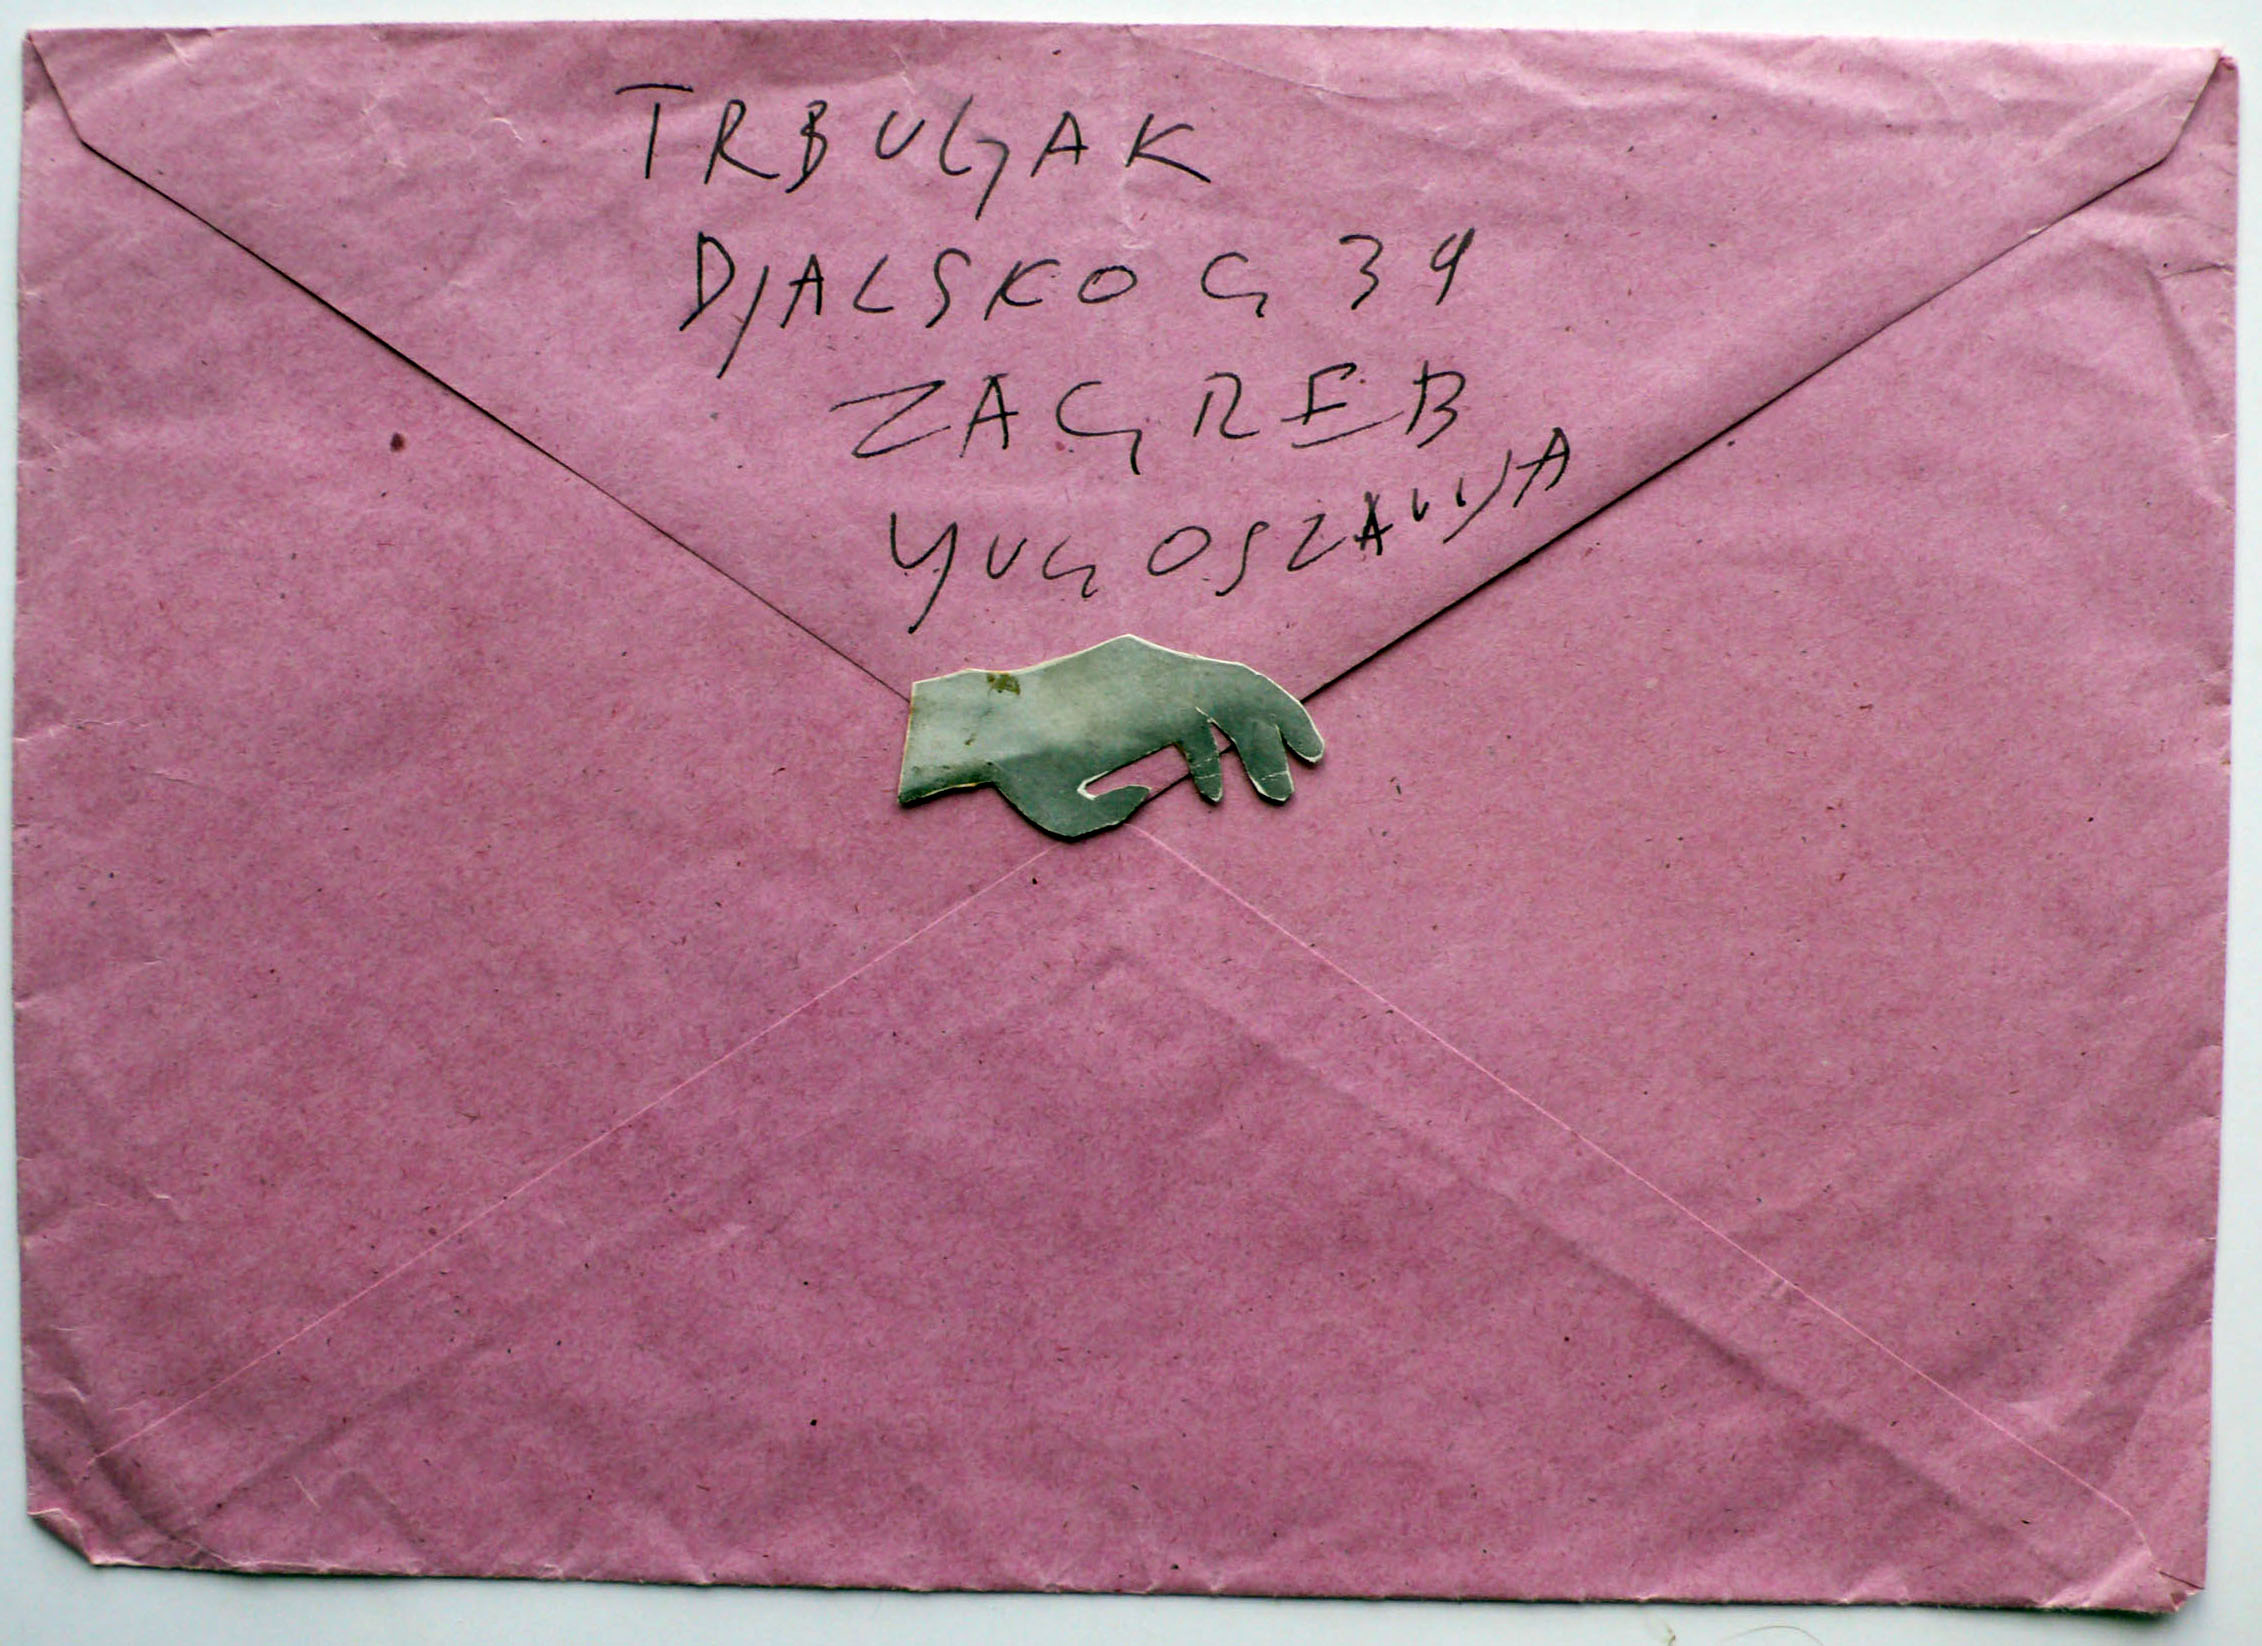 TRBULJAK
DJALSKOG 34
ZAGREB
YUGOSLAVIJA